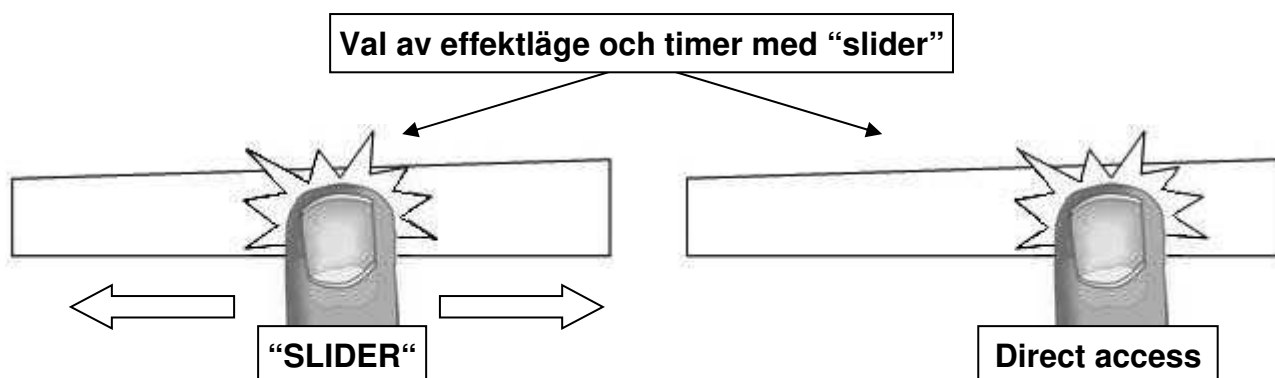 Val av effektläge och timer med “slider”
“SLIDER“
Direct access